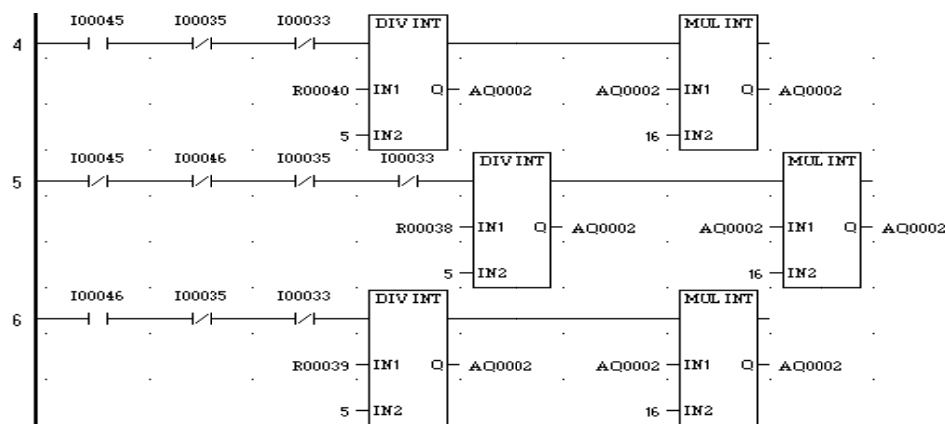 I00045 I00035 I00033 DIV INT MUL INT
4
R00040 IN1 Q AQ0002 AQ0002 IN1 Q AQ0002
5 IN2 16 IN2
I00045 I00046 I00035 I00033 DIV INT MUL INT
5
R00038 IN1 Q AQ0002 AQ0002 IN1 Q AQ0002
5 IN2 16 IN2
I00046 I00035 I00033 DIV INT MUL INT
6
R00039 IN1 Q AQ0002 AQ0002 IN1 Q AQ0002
5 IN2 16 IN2